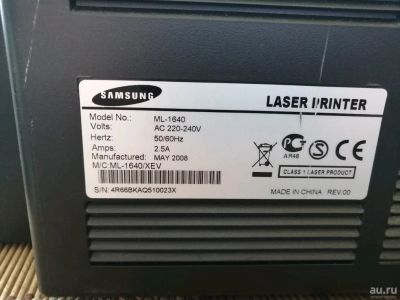 SAMSUNG
LASER PRINTER
Model No.: ML-1640
Volts: AC 220-240V
Hertz: 50/60Hz
Amps: 2.5A
Manufactured: MAY 2008
M/C:ML-1640/XEV
S/N: 4R66BKAQ510023X
AR46
CLASS 1 LASER PRODUCT
MADE IN CHINA REV.00
au.ru